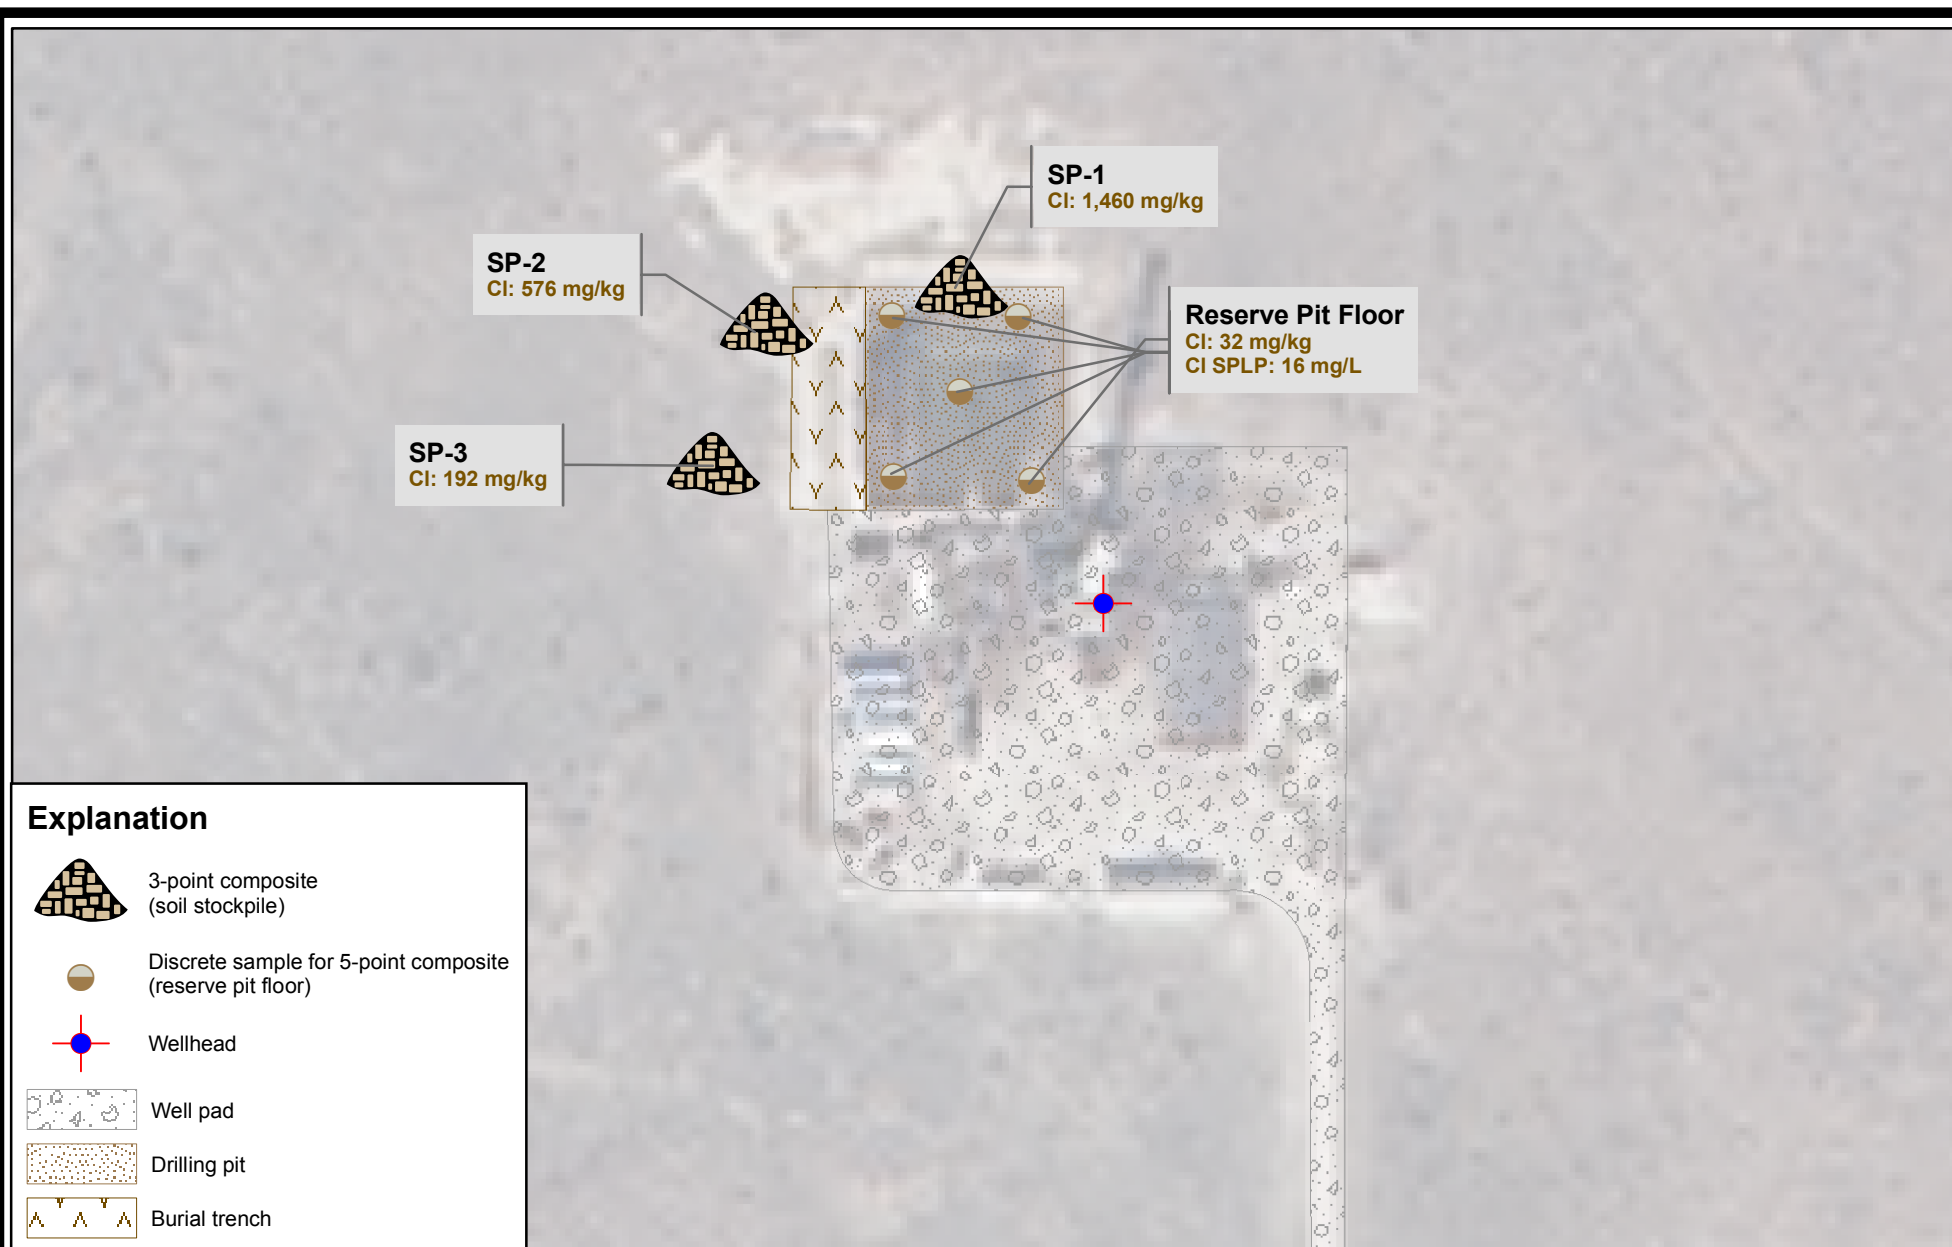 SP-1
Cl: 1,460 mg/kg
SP-2
Cl: 576 mg/kg
Reserve Pit Floor
Cl: 32 mg/kg
Cl SPLP: 16 mg/L
SP-3
Cl: 192 mg/kg
Explanation
3-point composite
(soil stockpile)
Discrete sample for 5-point composite
(reserve pit floor)
Wellhead
Well pad
Drilling pit
Burial trench